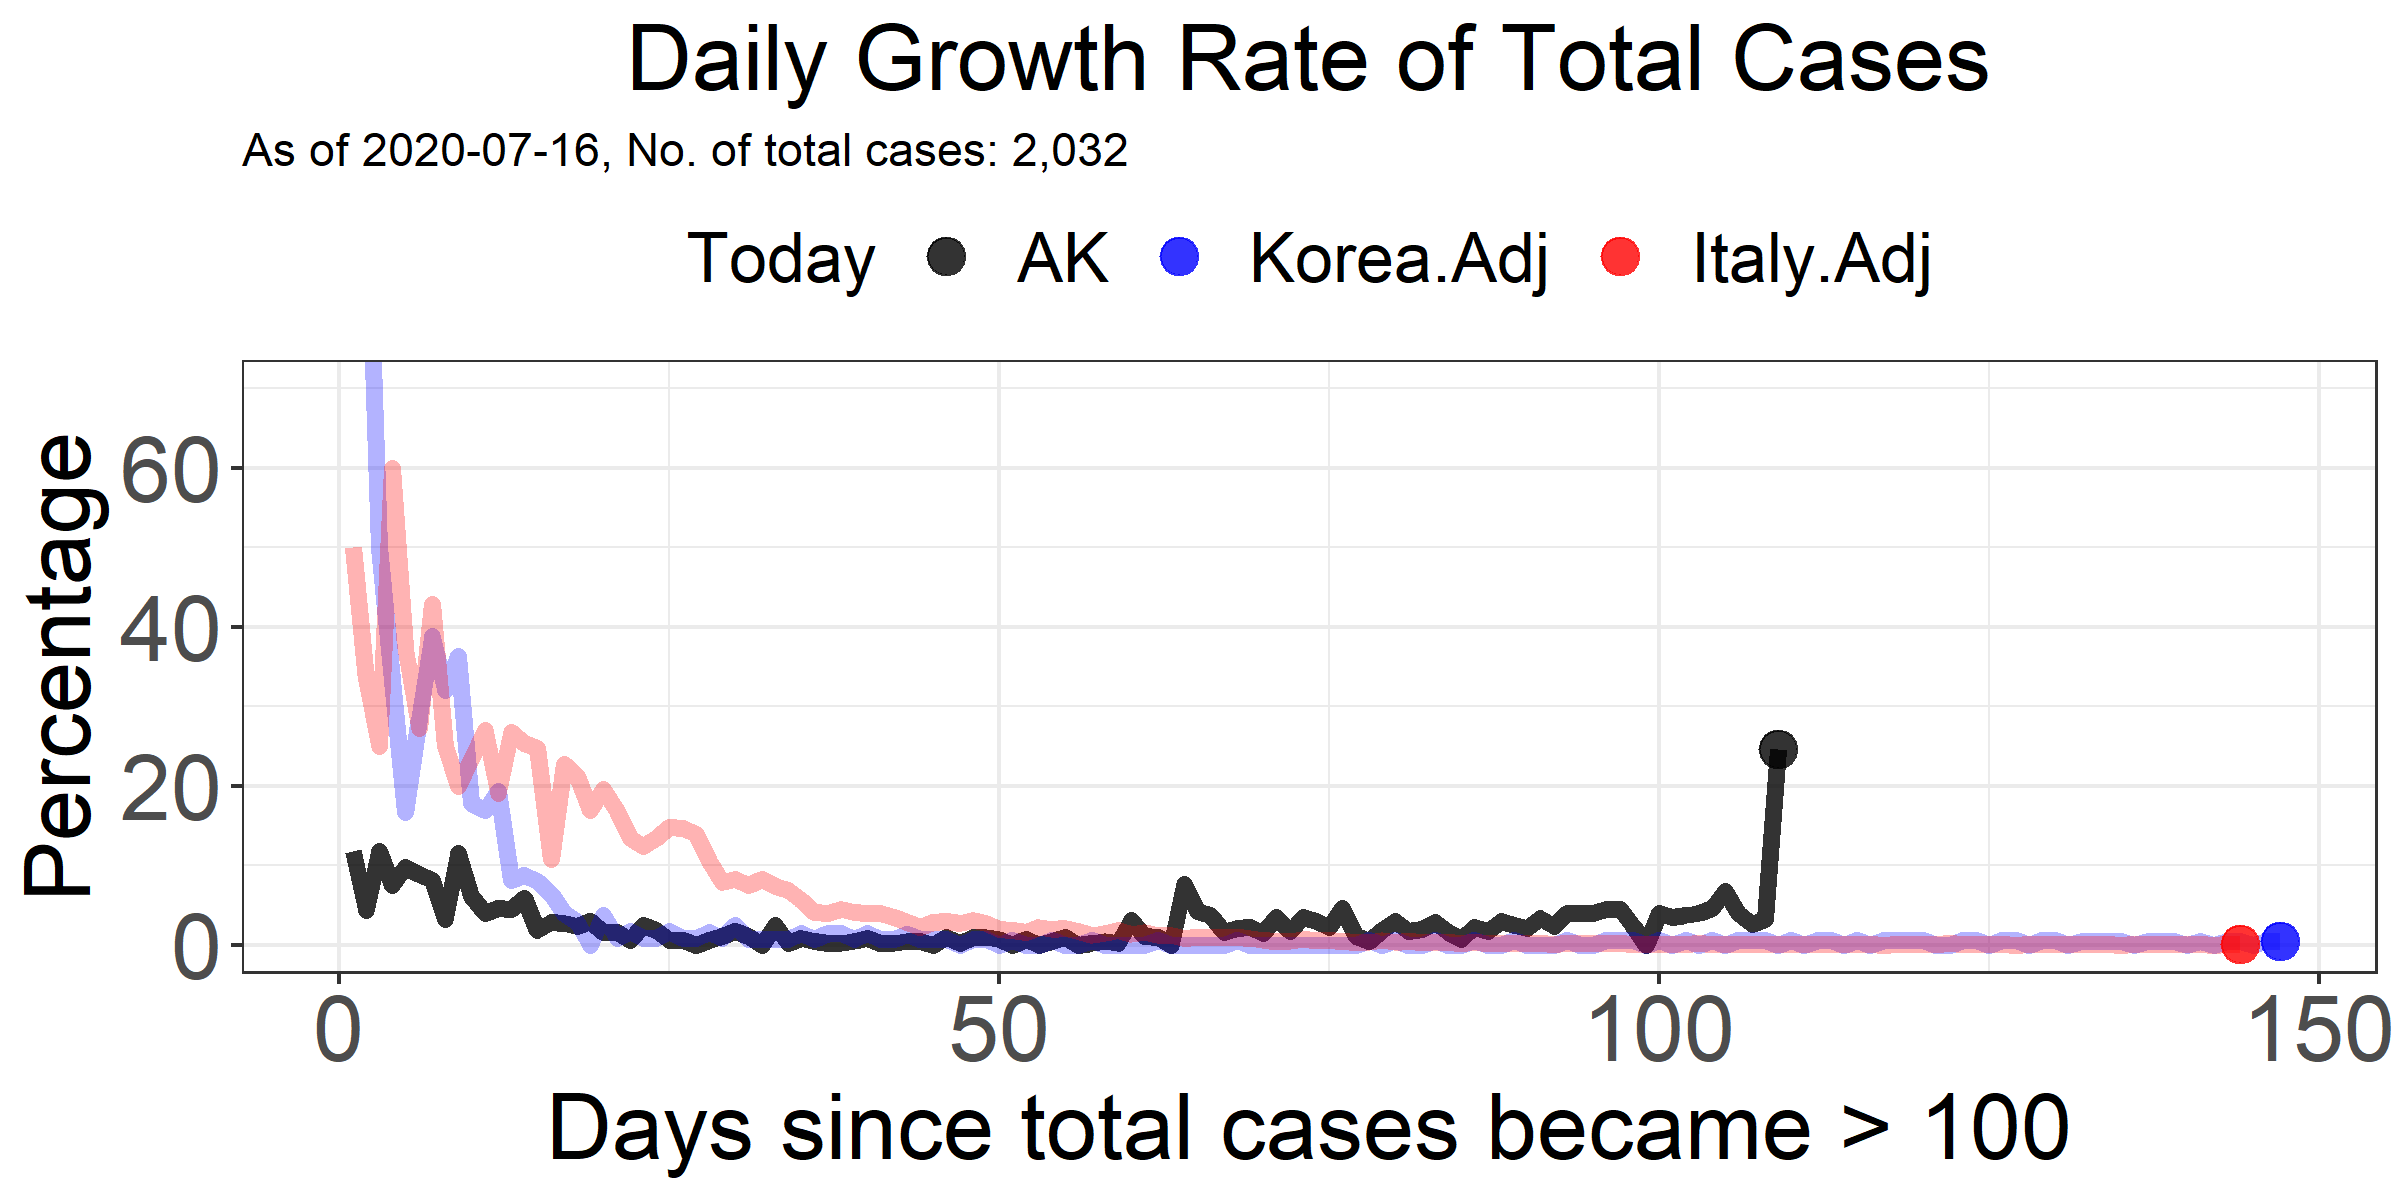 Daily Growth Rate of Total Cases
As of 2020-07-16, No. of total cases: 2,032
Today AK Korea.Adj Italy.Adj
Percentage
60
40
20
0
0 50 100 150
Days since total cases became > 100